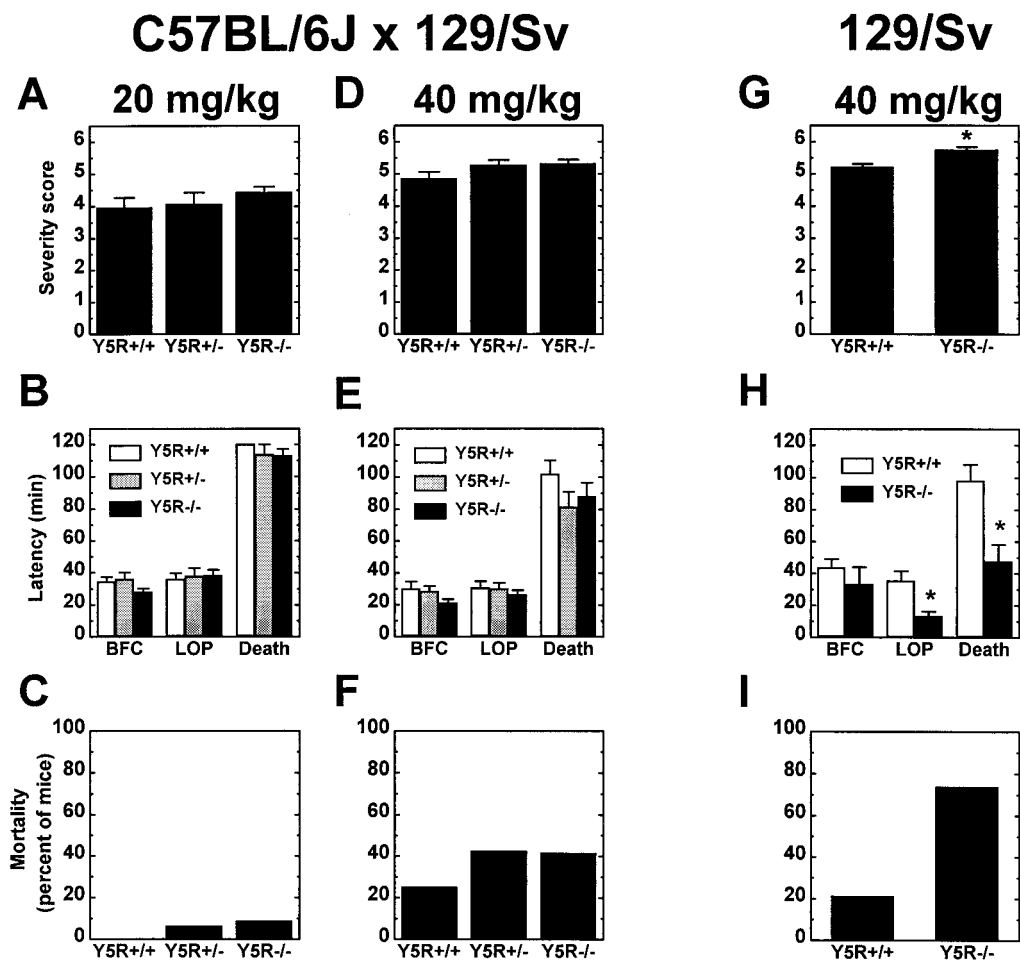 C57BL/6J x 129/Sv
129/Sv
A
20 mg/kg
D
40 mg/kg
G
40 mg/kg
Severity score
6
5
4
3
2
1
0
Y5R+/+ Y5R+/- Y5R-/-
6
5
4
3
2
1
0
Y5R+/+ Y5R+/- Y5R-/-
6
5
4
3
2
1
0
*
Y5R+/+ Y5R-/-
B
Latency (min)
120
100
80
60
40
20
0
Y5R+/+
Y5R+/-
Y5R-/-
BFC LOP Death
E
120
100
80
60
40
20
0
Y5R+/+
Y5R+/-
Y5R-/-
BFC LOP Death
H
120
100
80
60
40
20
0
Y5R+/+
Y5R-/-
*
*
BFC LOP Death
C
Mortality
(percent of mice)
100
80
60
40
20
0
Y5R+/+ Y5R+/- Y5R-/-
F
100
80
60
40
20
0
Y5R+/+ Y5R+/- Y5R-/-
I
100
80
60
40
20
0
Y5R+/+ Y5R-/-